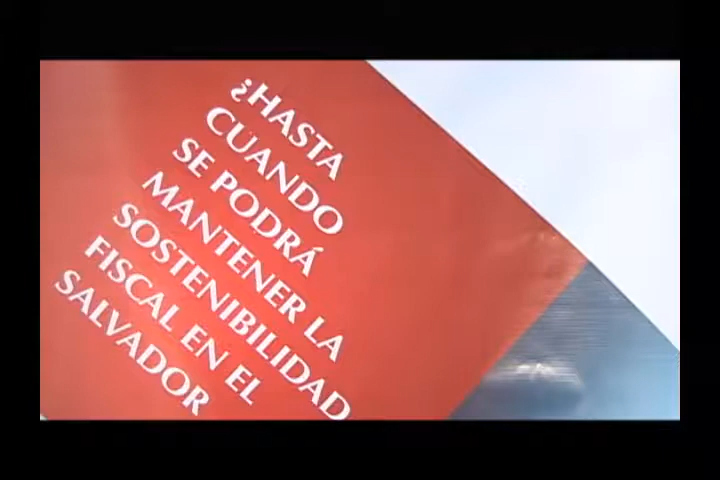 ¿HASTA
CUANDO
SE PODRÁ
MANTENER LA
SOSTENIBILIDAD
FISCAL EN EL
SALVADOR